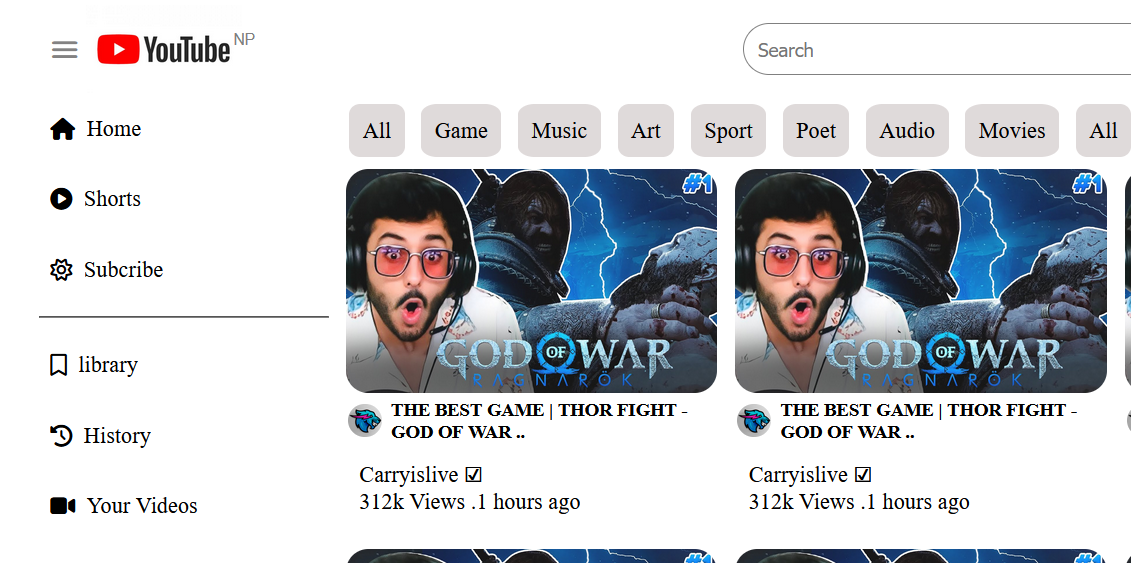 YouTube NP
Search
Home
Shorts
Subcribe
library
History
Your Videos
All Game Music Art Sport Poet Audio Movies All
#1
GOD OF WAR
RAGNARÖK
THE BEST GAME | THOR FIGHT -
GOD OF WAR ..
Carryislive ☑
312k Views .1 hours ago
#1
GOD OF WAR
RAGNARÖK
THE BEST GAME | THOR FIGHT -
GOD OF WAR ..
Carryislive ☑
312k Views .1 hours ago
#1
#1